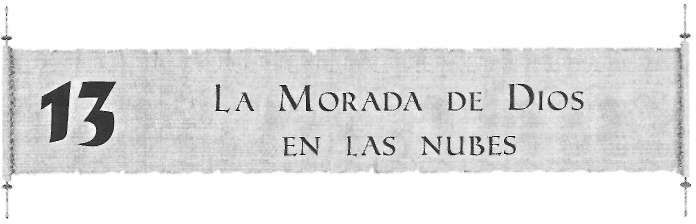 13
La Morada de Dios
en las nubes